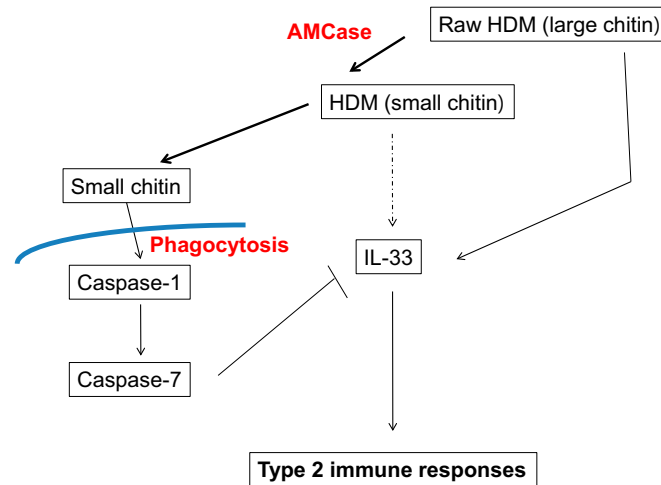 Raw HDM (large chitin)
AMCase
HDM (small chitin)
Small chitin
Phagocytosis
IL-33
Caspase-1
Caspase-7
Type 2 immune responses